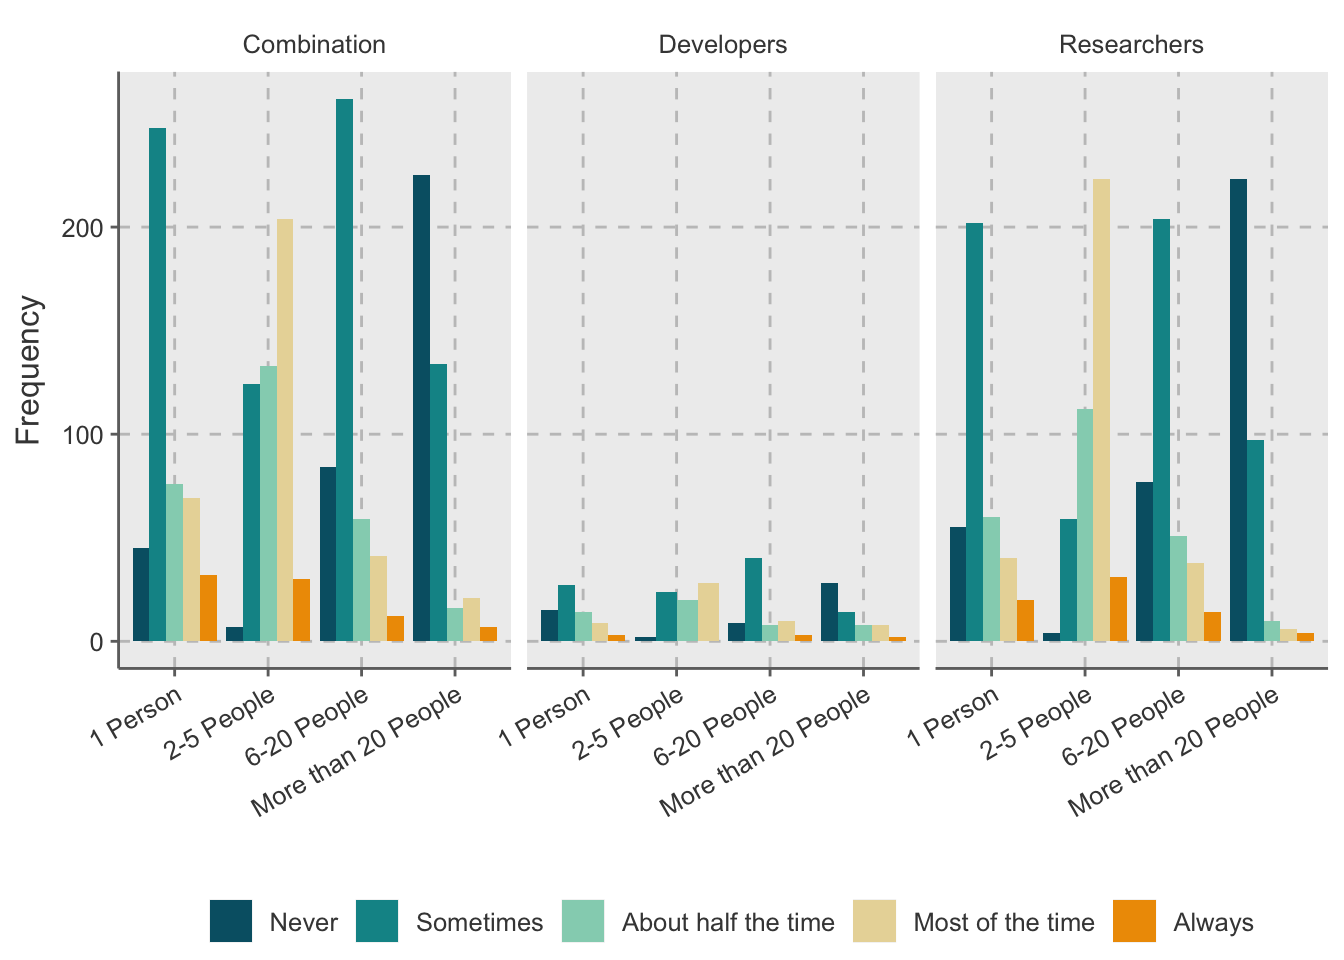 Combination
Developers
Researchers
Frequency
200
100
0
1 Person
2-5 People
6-20 People
More than 20 People
1 Person
2-5 People
6-20 People
More than 20 People
1 Person
2-5 People
6-20 People
More than 20 People
Never
Sometimes
About half the time
Most of the time
Always